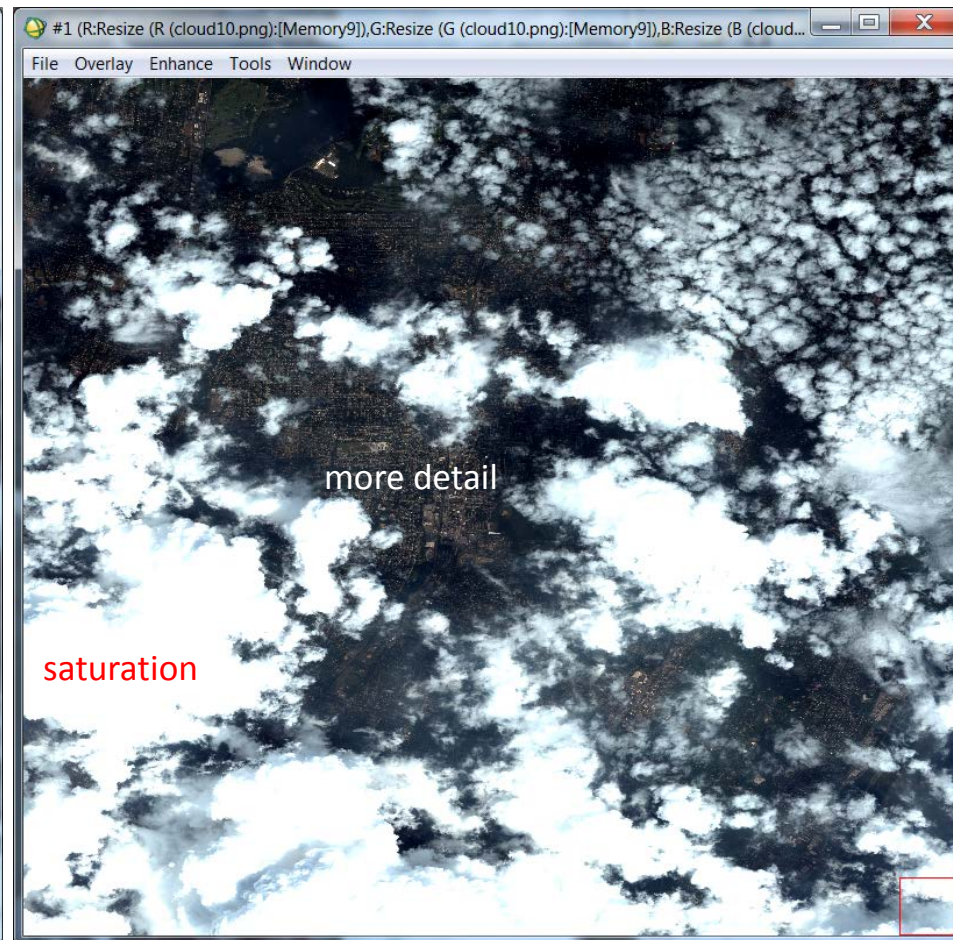 #1 (R:Resize (R (cloud10.png):[Memory9]),G:Resize (G (cloud10.png):[Memory9]),B:Resize (B (cloud...
File Overlay Enhance Tools Window
more detail
saturation